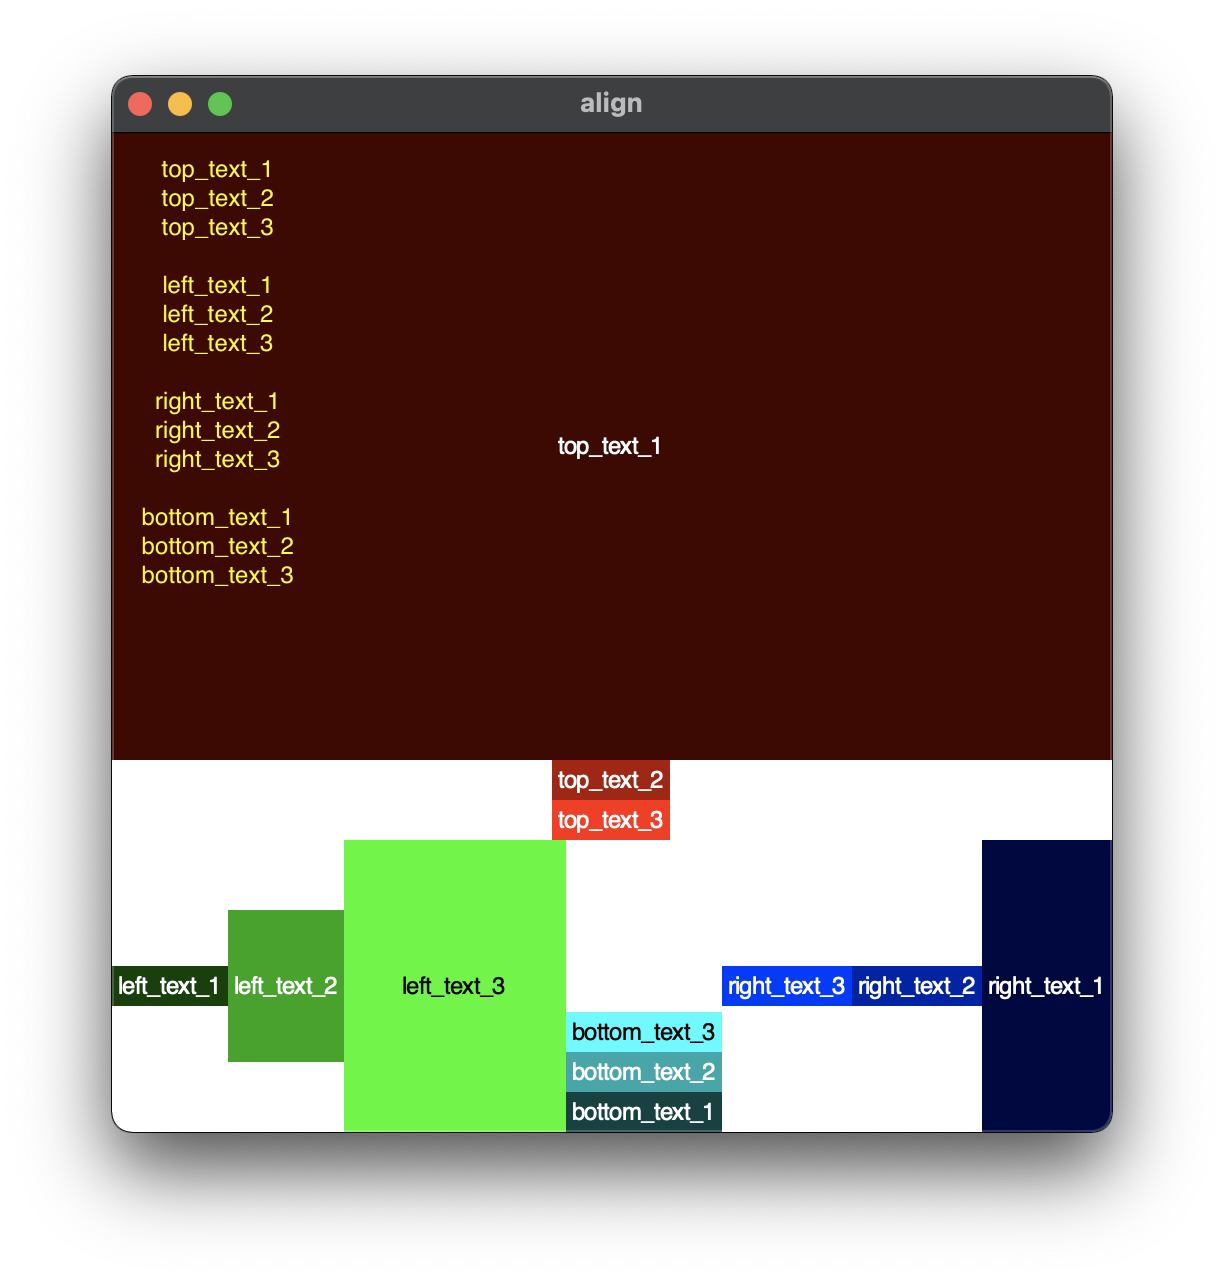 align
top_text_1
top_text_2
top_text_3
left_text_1
left_text_2
left_text_3
right_text_1
right_text_2
right_text_3
bottom_text_1
bottom_text_2
bottom_text_3
top_text_1
top_text_2
top_text_3
left_text_1 left_text_2 left_text_3 right_text_3 right_text_2 right_text_1
bottom_text_3
bottom_text_2
bottom_text_1